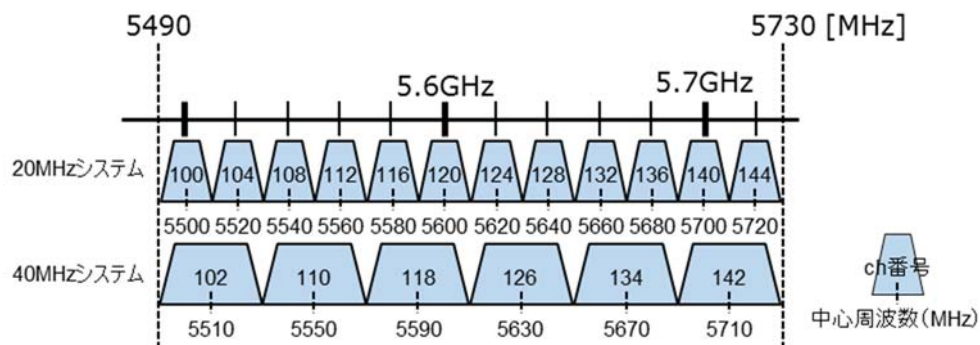 5490 5730 [MHz]
5.6GHz 5.7GHz
20MHzシステム 100 104 108 112 116 120 124 128 132 136 140 144
5500 5520 5540 5560 5580 5600 5620 5640 5660 5680 5700 5720
40MHzシステム 102 110 118 126 134 142 ch番号
5510 5550 5590 5630 5670 5710 中心周波数(MHz)